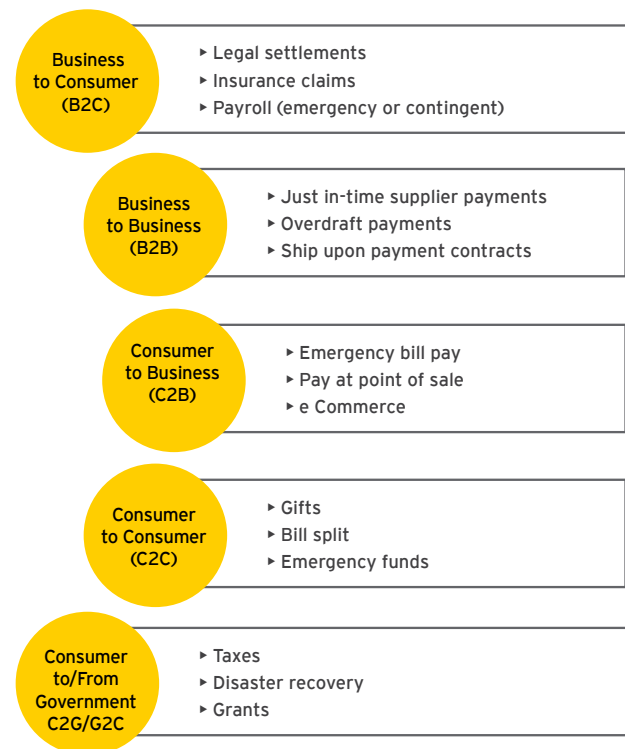 Business
to Consumer
(B2C)
▸ Legal settlements
▸ Insurance claims
▸ Payroll (emergency or contingent)
Business
to Business
(B2B)
▸ Just in-time supplier payments
▸ Overdraft payments
▸ Ship upon payment contracts
Consumer
to Business
(C2B)
▸ Emergency bill pay
▸ Pay at point of sale
▸ e Commerce
Consumer
to Consumer
(C2C)
▸ Gifts
▸ Bill split
▸ Emergency funds
Consumer
to/From
Government
C2G/G2C
▸ Taxes
▸ Disaster recovery
▸ Grants